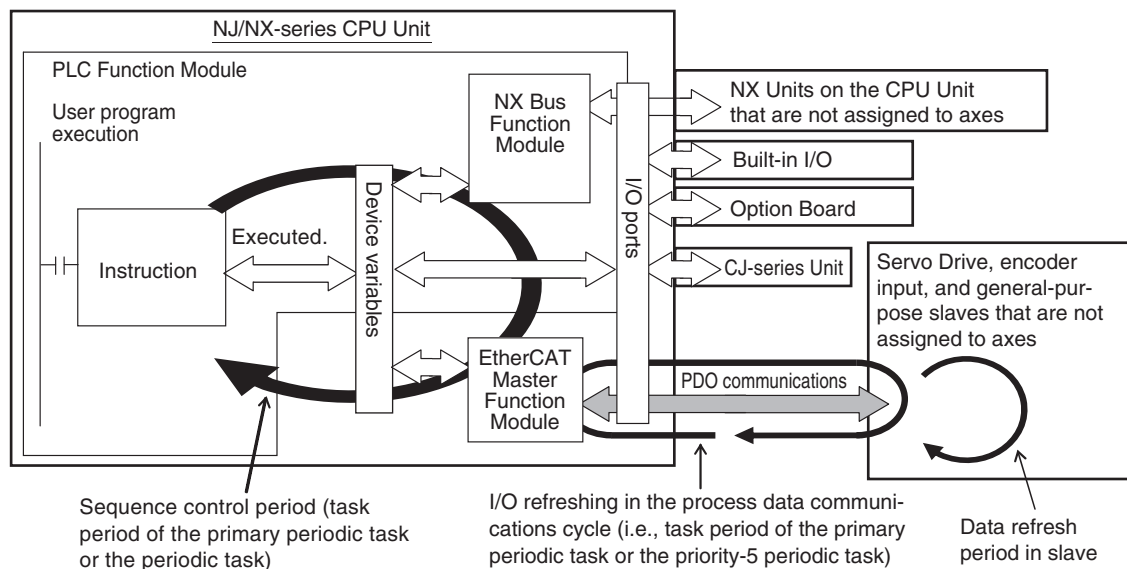 NJ/NX-series CPU Unit
PLC Function Module
User program
execution
NX Bus
Function
Module
NX Units on the CPU Unit
that are not assigned to axes
Built-in I/O
Option Board
CJ-series Unit
I/O ports
Device variables
Executed.
Instruction
Servo Drive, encoder
input, and general-pur-
pose slaves that are not
assigned to axes
EtherCAT
Master
Function
Module
PDO communications
Sequence control period (task
period of the primary periodic task
or the periodic task)
I/O refreshing in the process data communi-
cations cycle (i.e., task period of the primary
periodic task or the priority-5 periodic task)
Data refresh
period in slave